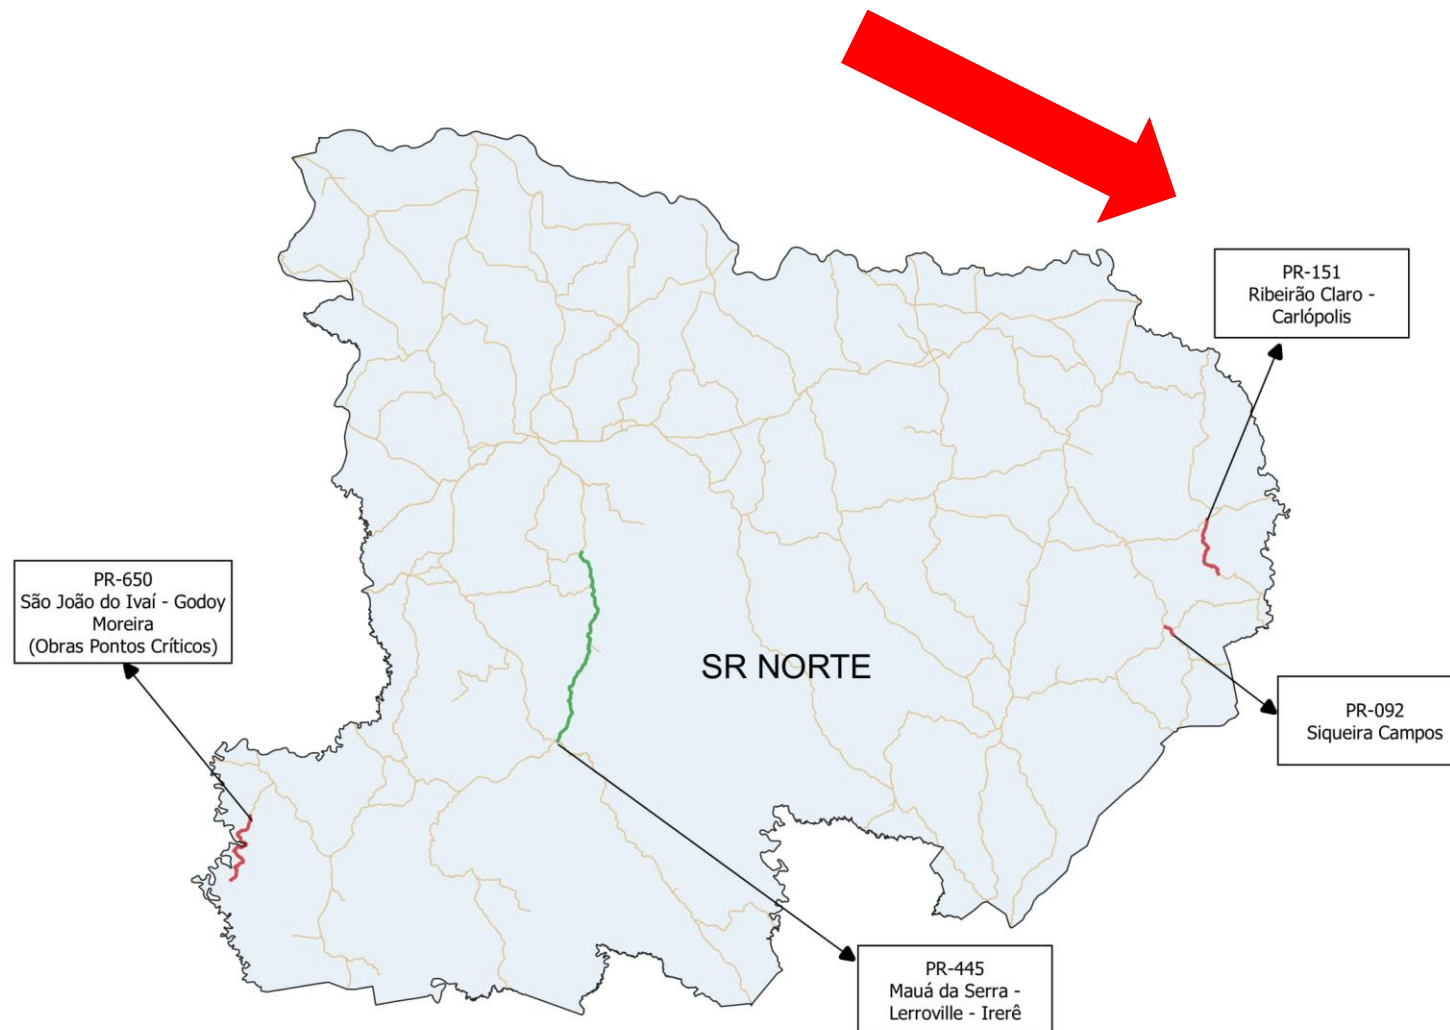 PR-151
Ribeirão Claro -
Carlópolis
PR-650
São João do Ivaí - Godoy
Moreira
(Obras Pontos Críticos)
SR NORTE
PR-092
Siqueira Campos
PR-445
Mauá da Serra -
Lerroville - Irerê